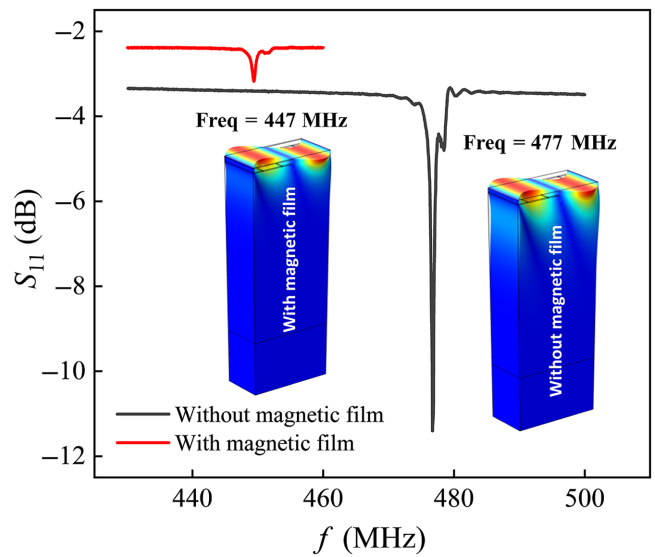 −2
−4
−6
−8
−10
−12
S11 (dB)
Freq = 447 MHz
Freq = 477 MHz
With magnetic film
Without magnetic film
Without magnetic film
With magnetic film
440
460
480
500
f (MHz)